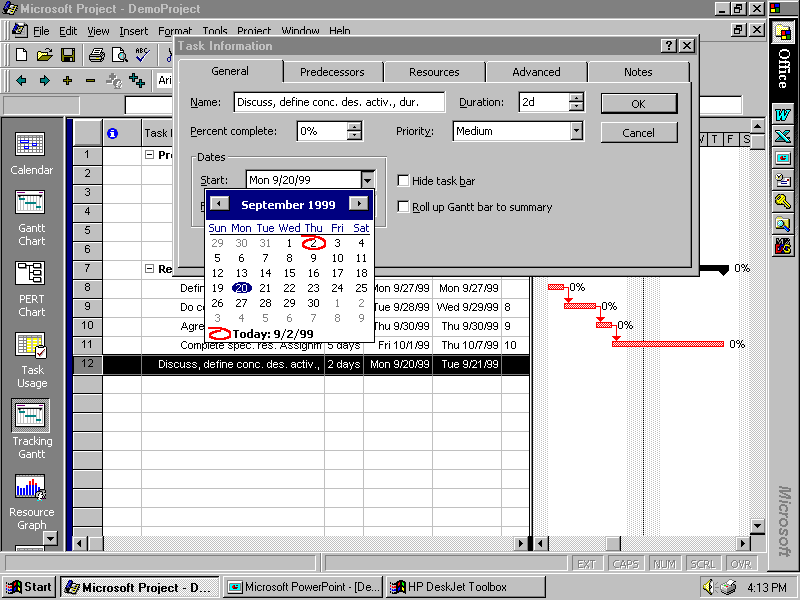 Microsoft Project - DemoProject
File Edit View Insert Format Tools Project Window Help
Task Information
General Predecessors Resources Advanced Notes
Name: Discuss, define conc. des. activ., dur. Duration: 2d OK
Percent complete: 0% Priority: Medium Cancel
Dates
Start: Mon 9/20/99 Hide task bar
Roll up Gantt bar to summary
September 1999
Sun Mon Tue Wed Thu Fri Sat
29 30 31 1 2 3 4
5 6 7 8 9 10 11
12 13 14 15 16 17 18
19 20 21 22 23 24 25
26 27 28 29 30 1 2
3 4 5 6 7 8 9
Today: 9/2/99
Office
Calendar
Gantt
Chart
PERT
Chart
Task
Usage
Tracking
Gantt
Resource
Graph
T F S
1
2
3
4
5
6
7 0%
8 Mon 9/27/99 Mon 9/27/99 0%
9 Tue 9/28/99 Wed 9/29/99 8 0%
10 Thu 9/30/99 Thu 9/30/99 9 0%
11 Complete spec. res. Assignm 5 days Fri 10/1/99 Thu 10/7/99 10 0%
12 Discuss, define conc. des. activ., 2 days Mon 9/20/99 Tue 9/21/99
Microsoft
EXT CAPS NUM SCRL OVR
Start Microsoft Project - D... Microsoft PowerPoint - [De... HP DeskJet Toolbox 4:13 PM